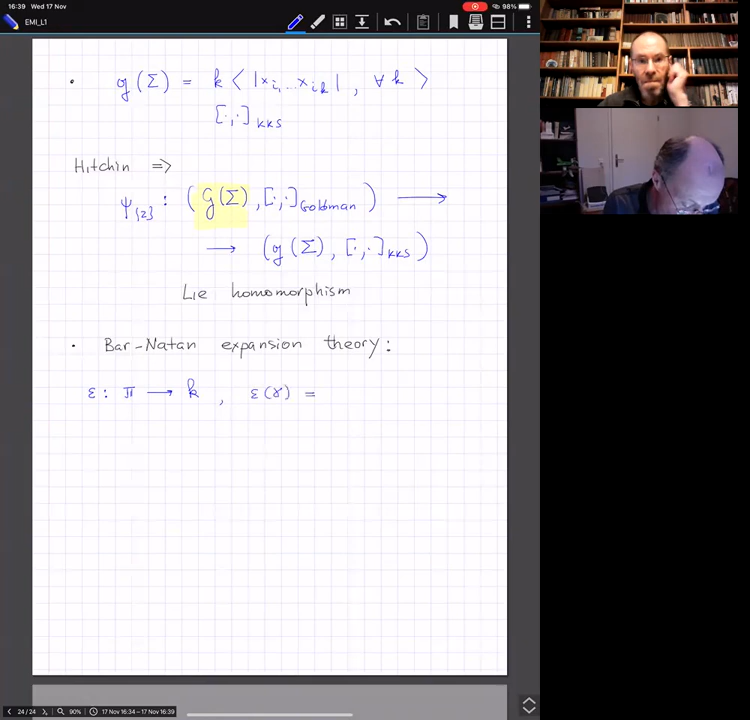 16:39 Wed 17 Nov
98%
EMI_L1
• 𝔤(Σ) = k ⟨ |x_{i_1} ... x_{i_k}| , ∀ k ⟩
[·,·]_{KKS}
Hitchin ⇒
ψ_{\{z\}} : ( G(Σ), [·,·]_{Goldman} ) ⟶
⟶ ( 𝔤(Σ), [·,·]_{KKS} )
Lie homomorphism
• Bar-Natan expansion theory :
ε : π ⟶ k , ε(γ) =
24/24
90%
17 Nov 16:34 – 17 Nov 16:39